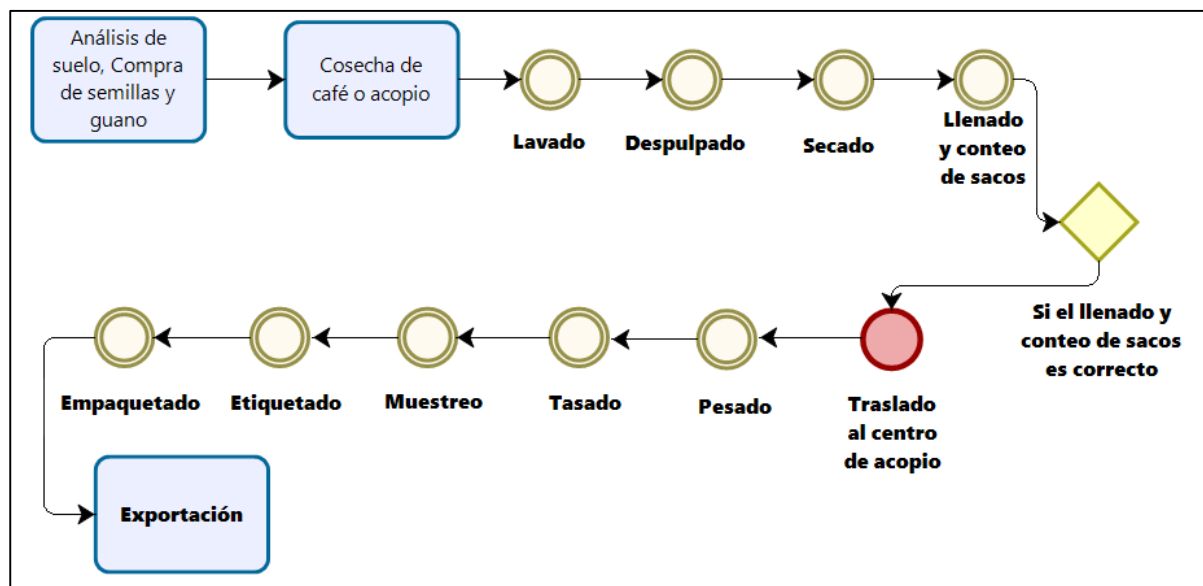 Análisis de
suelo, Compra
de semillas y
guano
Cosecha de
café o acopio
Lavado
Despulpado
Secado
Llenado
y conteo
de sacos
Si el llenado y
conteo de sacos
es correcto
Traslado
al centro
de acopio
Pesado
Tasado
Muestreo
Etiquetado
Empaquetado
Exportación